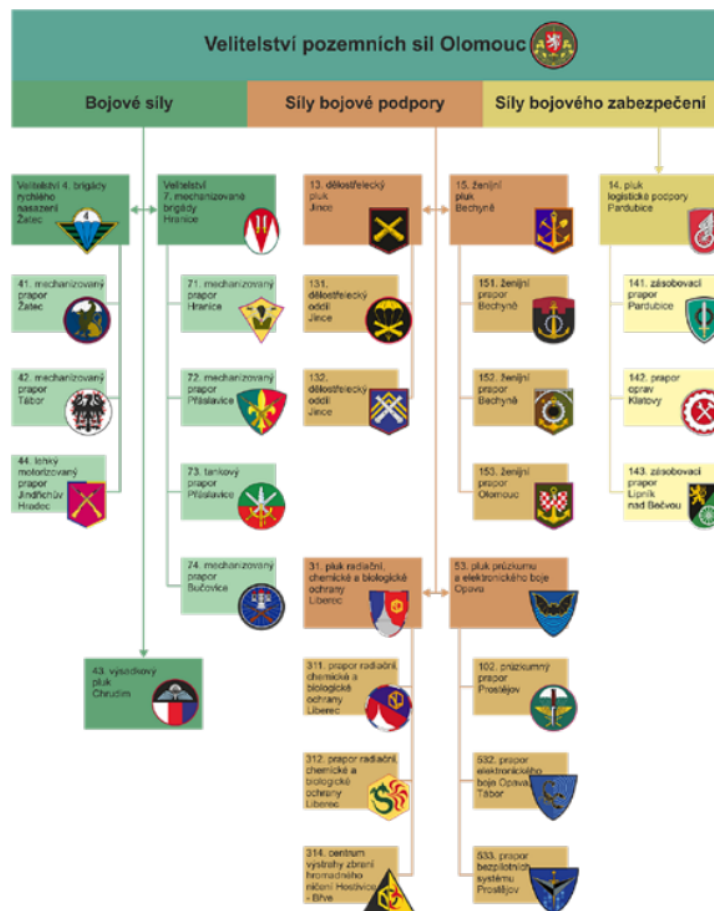 Velitelství pozemních sil Olomouc
Bojové síly
Síly bojové podpory
Síly bojového zabezpečení
Velitelství 4. brigády
rychlého
nasazení
Žatec
4
Velitelství
7. mechanizované
brigády
Hranice
13. dělostřelecký
pluk
Jince
15. ženijní
pluk
Bechyně
14. pluk
logistické podpory
Pardubice
41. mechanizovaný
prapor
Žatec
71. mechanizovaný
prapor
Hranice
131.
dělostřelecký
oddíl
Jince
151. ženijní
prapor
Bechyně
141. zásobovací
prapor
Pardubice
42. mechanizovaný
prapor
Tábor
72. mechanizovaný
prapor
Přáslavice
132.
dělostřelecký
oddíl
Jince
152. ženijní
prapor
Bechyně
142. prapor
oprav
Klatovy
44. lehký
motorizovaný
prapor
Jindřichův
Hradec
73. tankový
prapor
Přáslavice
153. ženijní
prapor
Olomouc
143. zásobovací
prapor
Lipník
nad Bečvou
74. mechanizovaný
prapor
Bučovice
31. pluk radiační,
chemické a biologické
ochrany
Liberec
53. pluk průzkumu
a elektronického boje
Opava
43. výsadkový
pluk
Chrudim
311. prapor radiační,
chemické a
biologické
ochrany
Liberec
102. průzkumný
prapor
Prostějov
312. prapor radiační,
chemické a
biologické
ochrany
Liberec
532. prapor
elektronického
boje Opava,
Tábor
314. centrum
výstrahy zbraní
hromadného
ničení Hostivice
- Břve
533. prapor
bezpilotních
systému
Prostějov